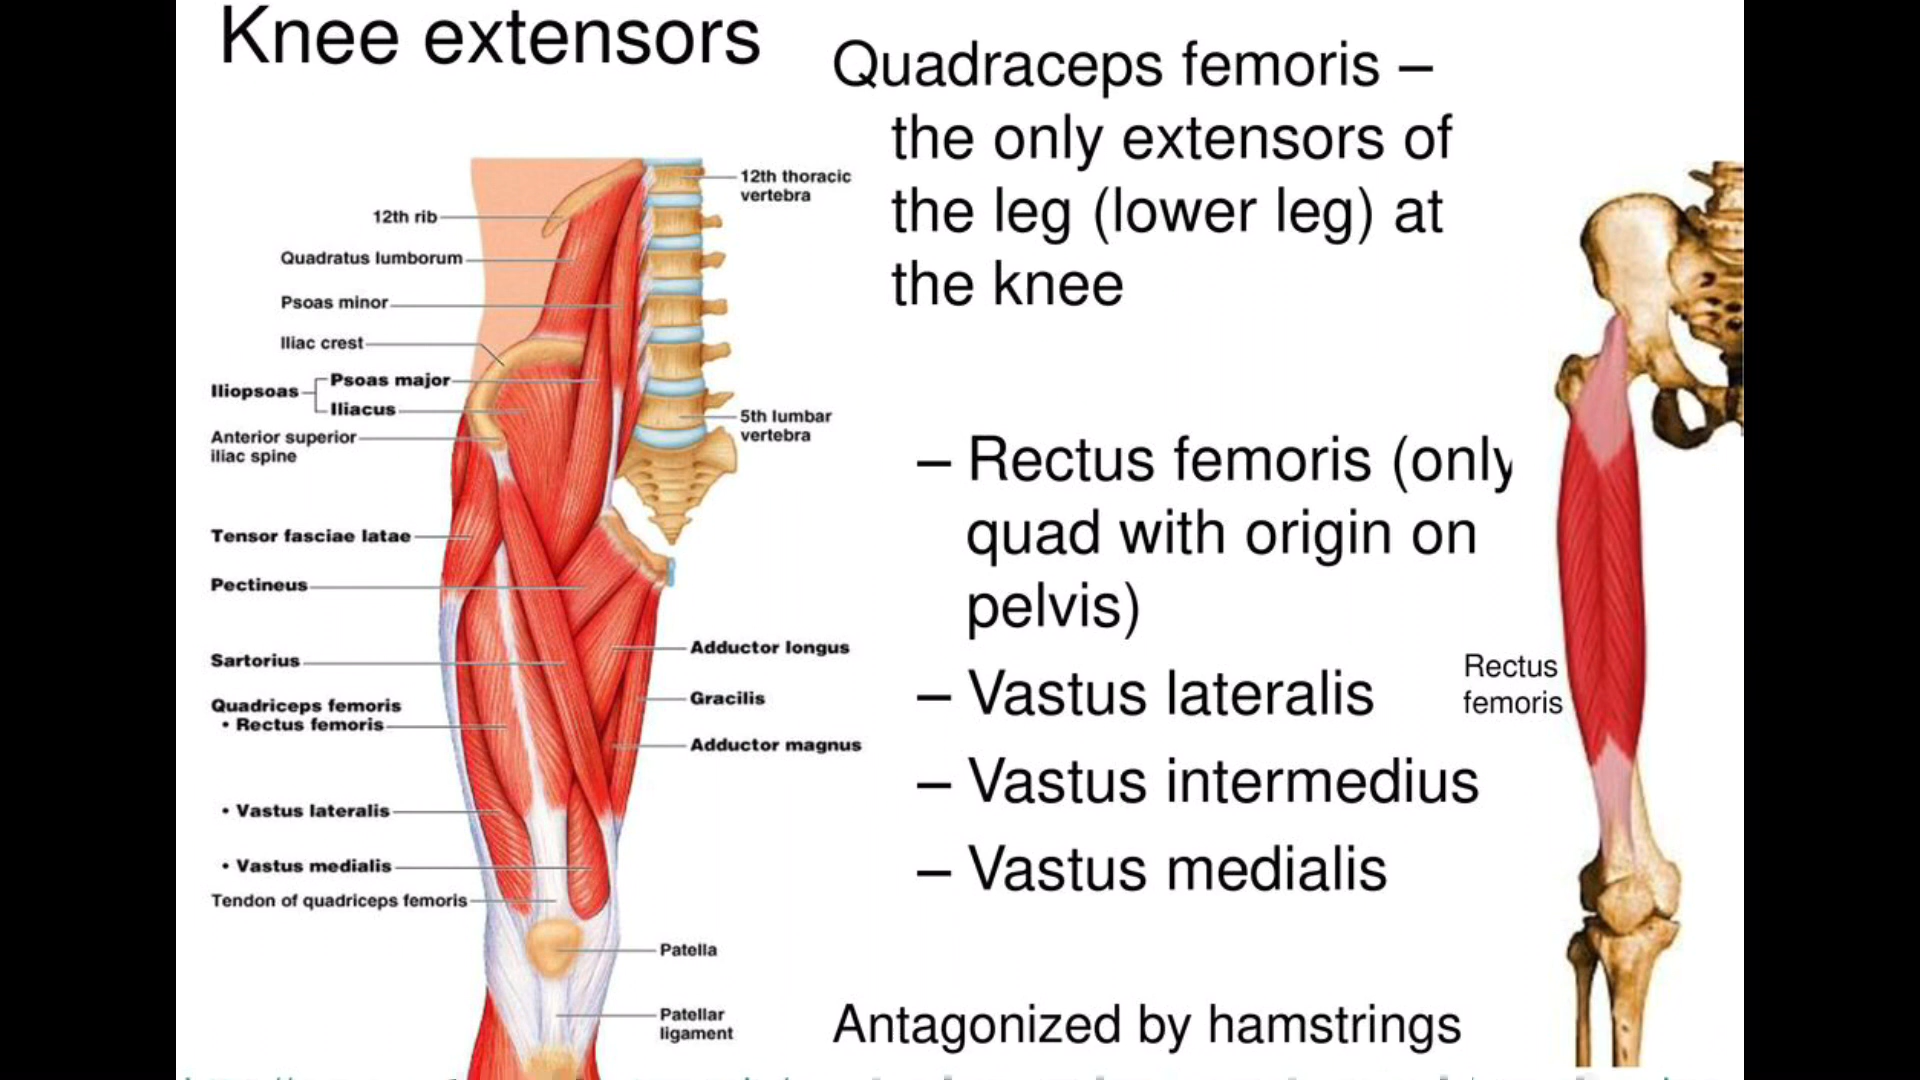 Knee extensors
Quadraceps femoris –
the only extensors of
the leg (lower leg) at
the knee
– Rectus femoris (only
quad with origin on
pelvis)
– Vastus lateralis
– Vastus intermedius
– Vastus medialis
Antagonized by hamstrings
12th rib
Quadratus lumborum
Psoas minor
Iliac crest
Iliopsoas
Psoas major
Iliacus
Anterior superior
iliac spine
Tensor fasciae latae
Pectineus
Sartorius
Quadriceps femoris
• Rectus femoris
• Vastus lateralis
• Vastus medialis
Tendon of quadriceps femoris
12th thoracic
vertebra
5th lumbar
vertebra
Adductor longus
Gracilis
Adductor magnus
Patella
Patellar
ligament
Rectus
femoris